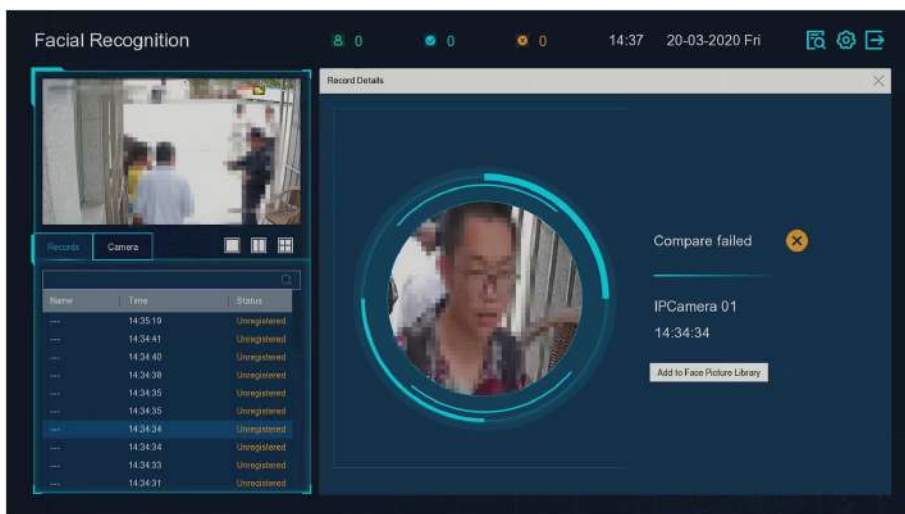 Facial Recognition
0
0
0
14:37 20-03-2020 Fri
Records Camera
Name Time Status
---- 14:35:19 Unregistered
---- 14:34:41 Unregistered
---- 14:34:40 Unregistered
---- 14:34:38 Unregistered
---- 14:34:35 Unregistered
---- 14:34:35 Unregistered
---- 14:34:34 Unregistered
---- 14:34:34 Unregistered
---- 14:34:33 Unregistered
---- 14:34:31 Unregistered
Record Details
Compare failed
IPCamera 01
14:34:34
Add to Face Picture Library